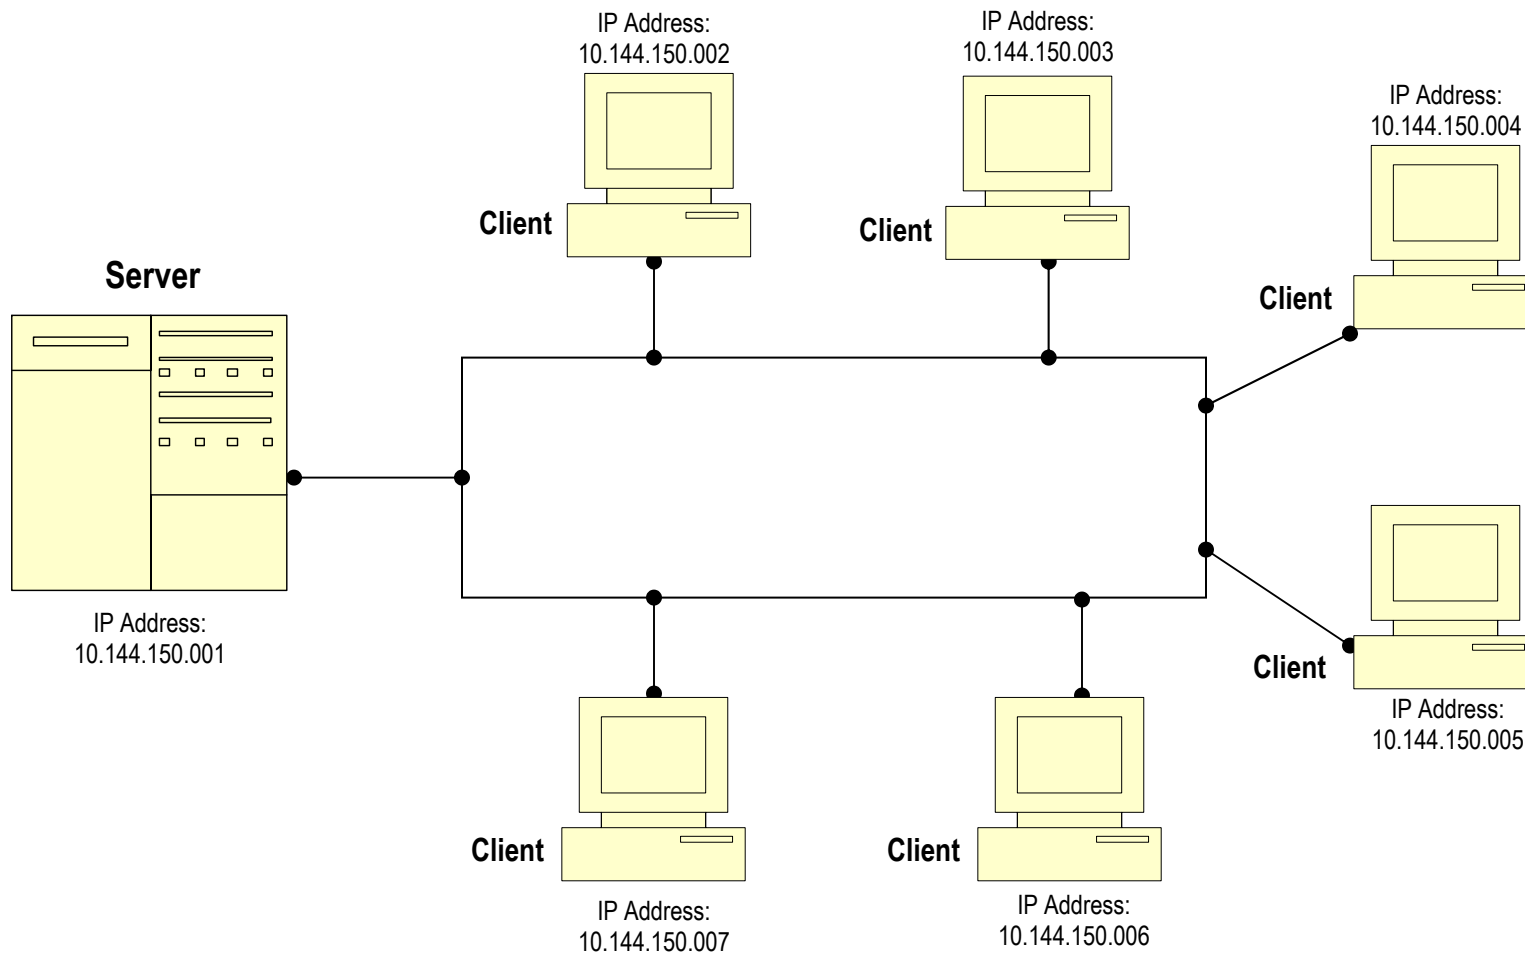 IP Address:
10.144.150.002
IP Address:
10.144.150.003
IP Address:
10.144.150.004
Client
Client
Client
Server
IP Address:
10.144.150.001
Client
IP Address:
10.144.150.005
Client
Client
IP Address:
10.144.150.007
IP Address:
10.144.150.006